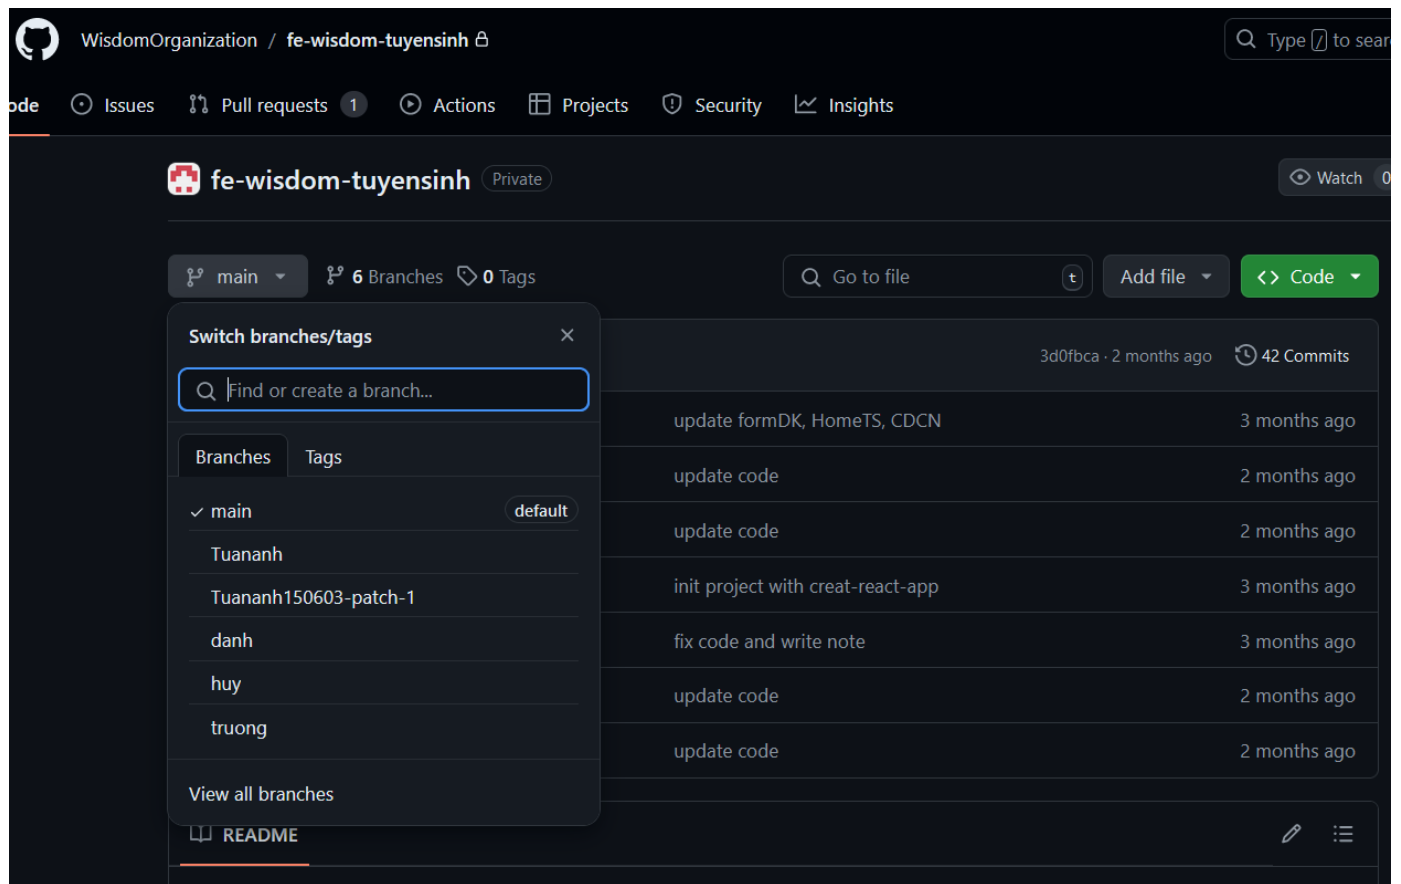 WisdomOrganization / fe-wisdom-tuyensinh
Type / to sear
ode Issues Pull requests 1 Actions Projects Security Insights
fe-wisdom-tuyensinh Private
Watch 0
main 6 Branches 0 Tags
Go to file t
Add file
Code
Switch branches/tags
Find or create a branch...
Branches Tags
main default
Tuananh
Tuananh150603-patch-1
danh
huy
truong
View all branches
3d0fbca · 2 months ago 42 Commits
update formDK, HomeTS, CDCN 3 months ago
update code 2 months ago
update code 2 months ago
init project with creat-react-app 3 months ago
fix code and write note 3 months ago
update code 2 months ago
update code 2 months ago
README